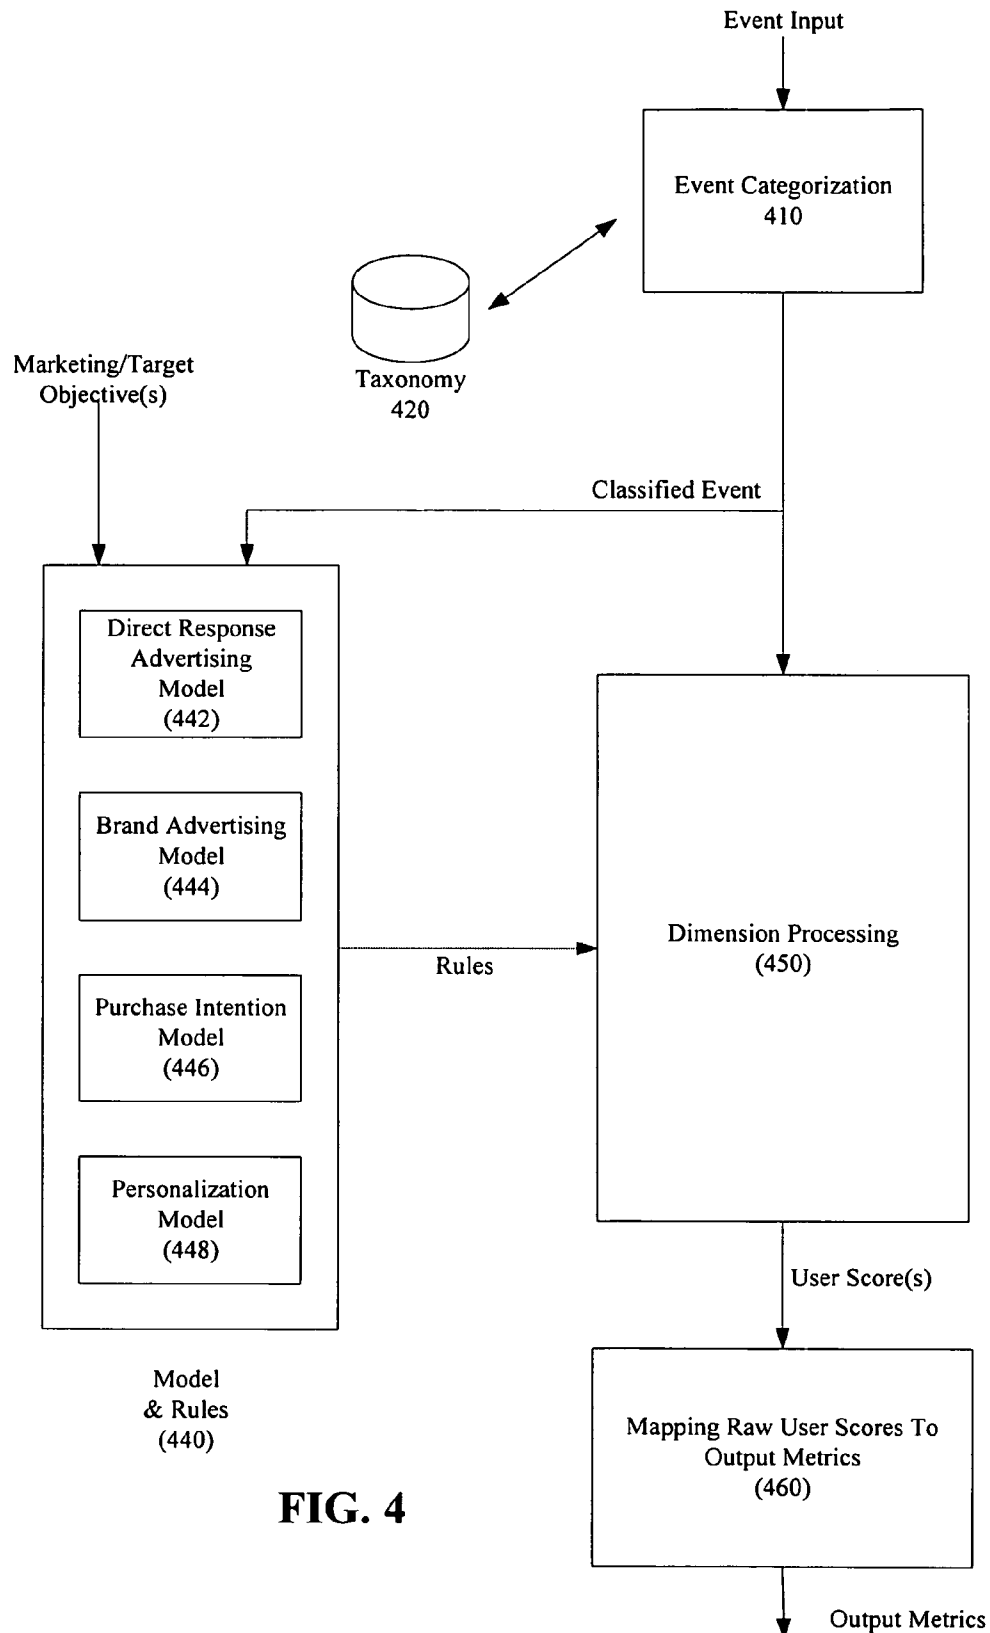 Event Input
Event Categorization
410
Taxonomy
420
Marketing/Target
Objective(s)
Classified Event
Direct Response
Advertising
Model
(442)
Brand Advertising
Model
(444)
Purchase Intention
Model
(446)
Personalization
Model
(448)
Model
& Rules
(440)
Rules
Dimension Processing
(450)
User Score(s)
Mapping Raw User Scores To
Output Metrics
(460)
Output Metrics
FIG. 4